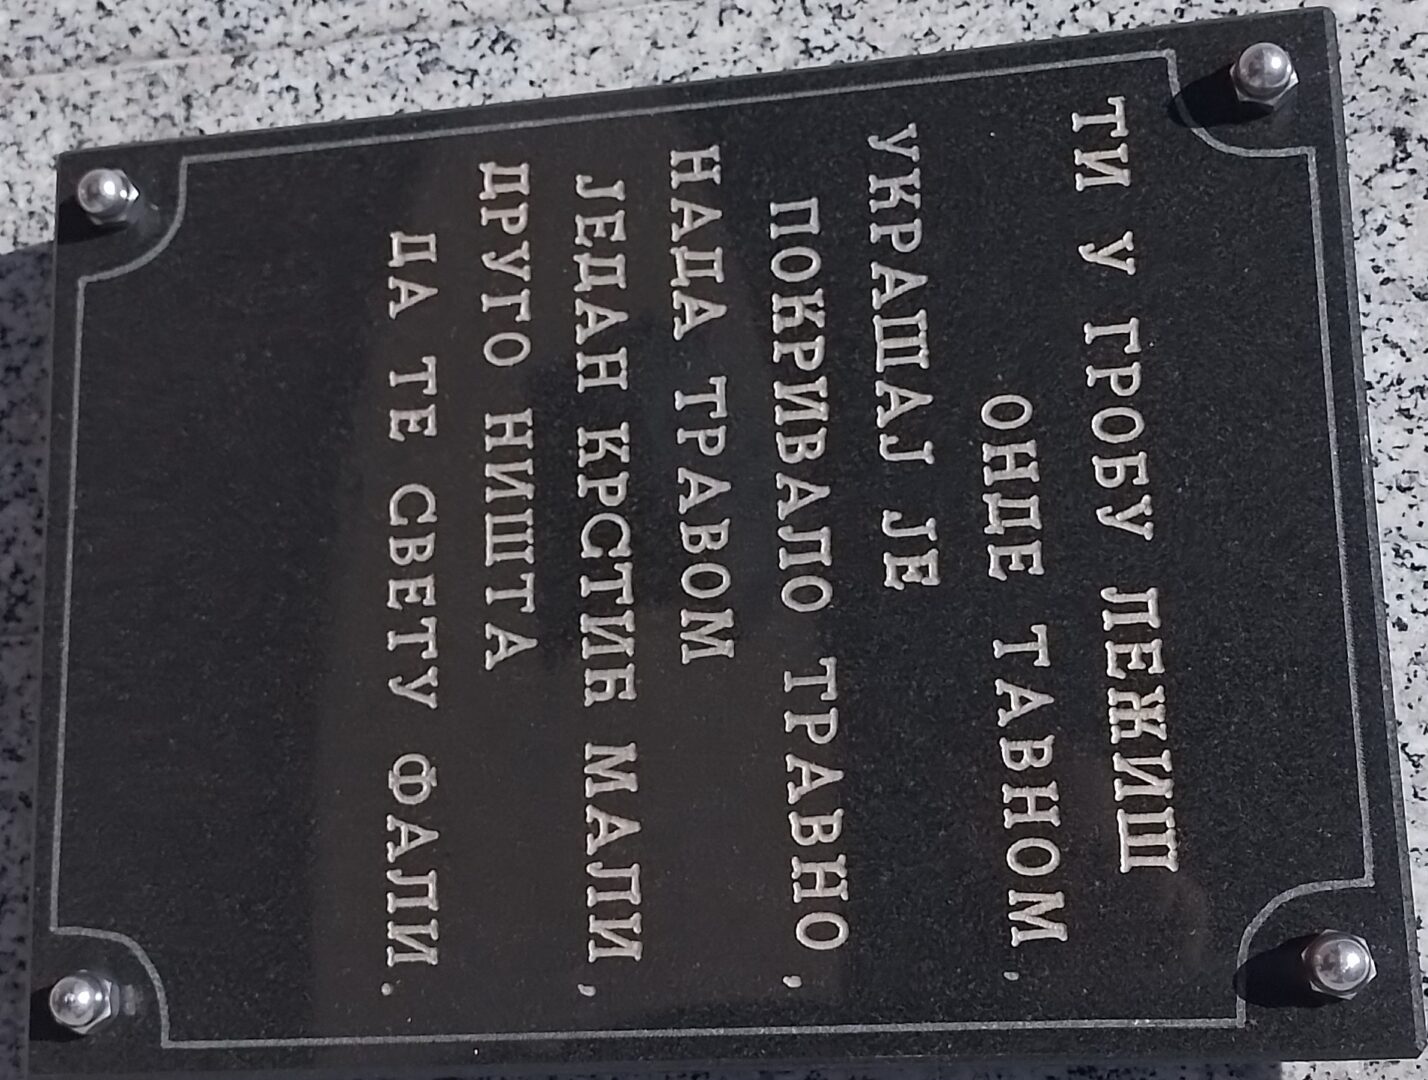 ТИ У ГРОБУ ЛЕЖИШ
ОНДЕ ТАВНОМ,
УКРАШАЈ ЈЕ
ПОКРИВАЛО ТРАВНО,
НАДА ТРАВОМ
ЈЕДАН КРСТИБ МАЛИ,
ДРУГО НИШТА
ДА ТЕ СВЕТУ ФАЛИ.